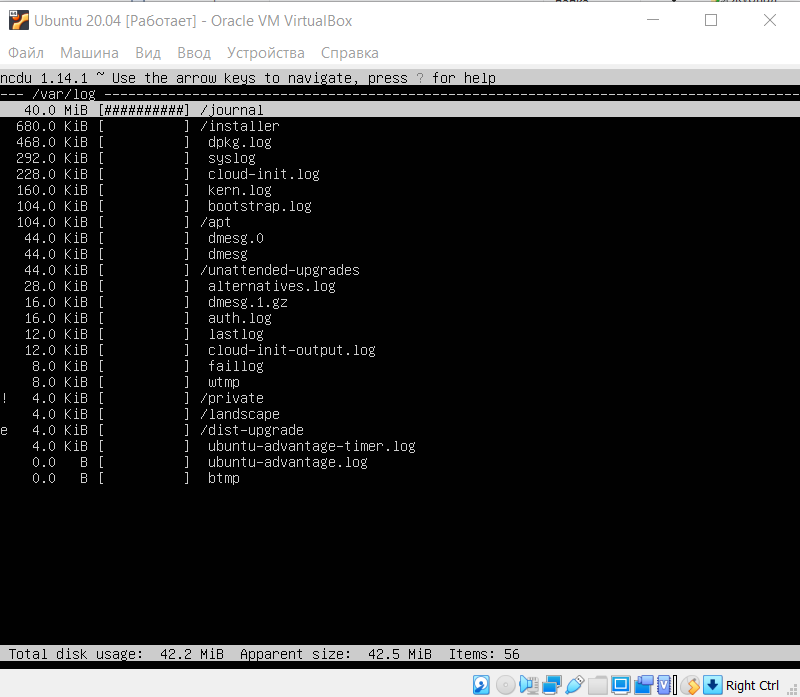 Ubuntu 20.04 [Работает] - Oracle VM VirtualBox
Файл Машина Вид Ввод Устройства Справка
ncdu 1.14.1 ~ Use the arrow keys to navigate, press ? for help
--- /var/log ---
40.0 MiB [##########] /journal
680.0 KiB [          ] /installer
468.0 KiB [          ]  dpkg.log
292.0 KiB [          ]  syslog
228.0 KiB [          ]  cloud-init.log
160.0 KiB [          ]  kern.log
104.0 KiB [          ]  bootstrap.log
104.0 KiB [          ] /apt
44.0 KiB [          ]  dmesg.0
44.0 KiB [          ]  dmesg
44.0 KiB [          ] /unattended-upgrades
28.0 KiB [          ]  alternatives.log
16.0 KiB [          ]  dmesg.1.gz
16.0 KiB [          ]  auth.log
12.0 KiB [          ]  lastlog
12.0 KiB [          ]  cloud-init-output.log
8.0 KiB [          ]  faillog
8.0 KiB [          ]  wtmp
! 4.0 KiB [          ] /private
4.0 KiB [          ] /landscape
e 4.0 KiB [          ] /dist-upgrade
4.0 KiB [          ]  ubuntu-advantage-timer.log
0.0 B [          ]  ubuntu-advantage.log
0.0 B [          ]  btmp
Total disk usage: 42.2 MiB Apparent size: 42.5 MiB Items: 56
Right Ctrl